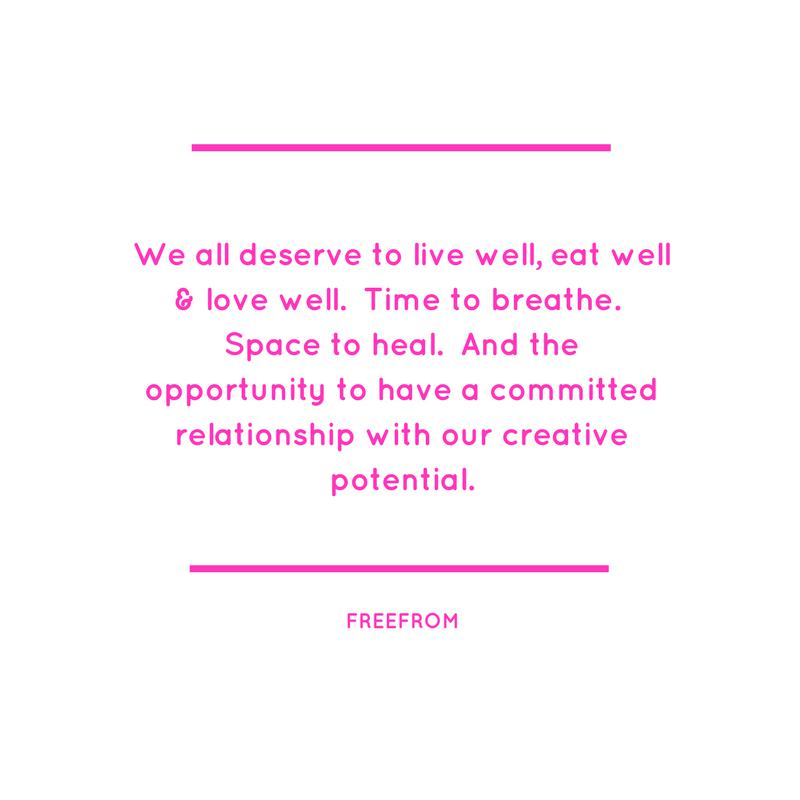 We all deserve to live well, eat well
& love well.  Time to breathe.
Space to heal.  And the
opportunity to have a committed
relationship with our creative
potential.
FREEFROM